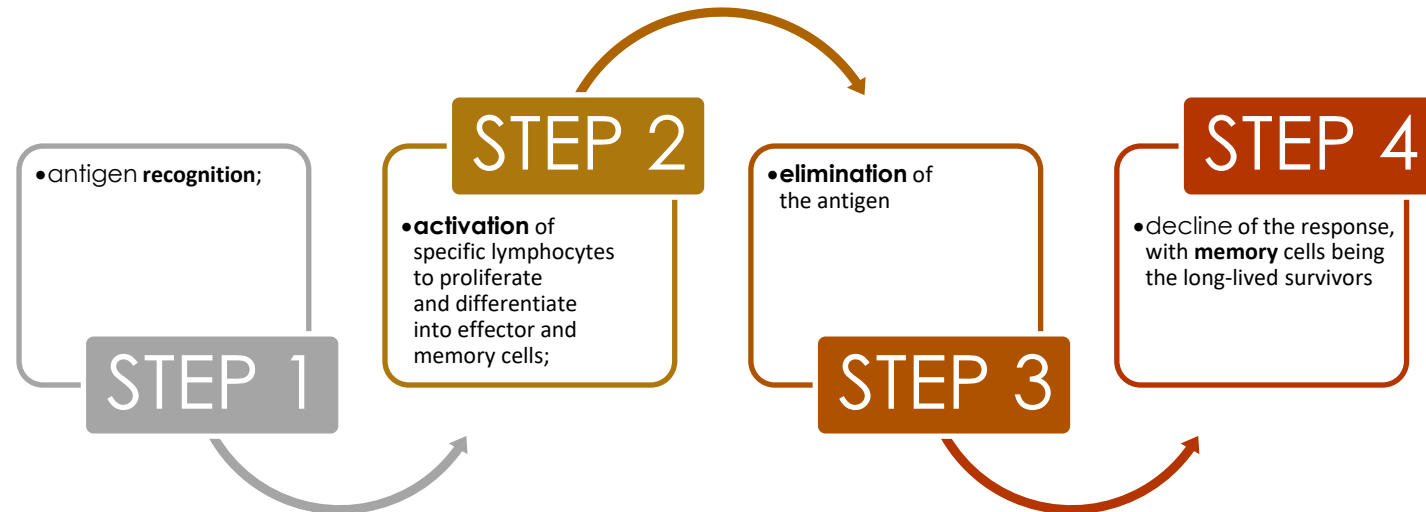 •antigen recognition;
STEP 1
STEP 2
•activation of
specific lymphocytes
to proliferate
and differentiate
into effector and
memory cells;
•elimination of
the antigen
STEP 3
STEP 4
•decline of the response,
with memory cells being
the long-lived survivors